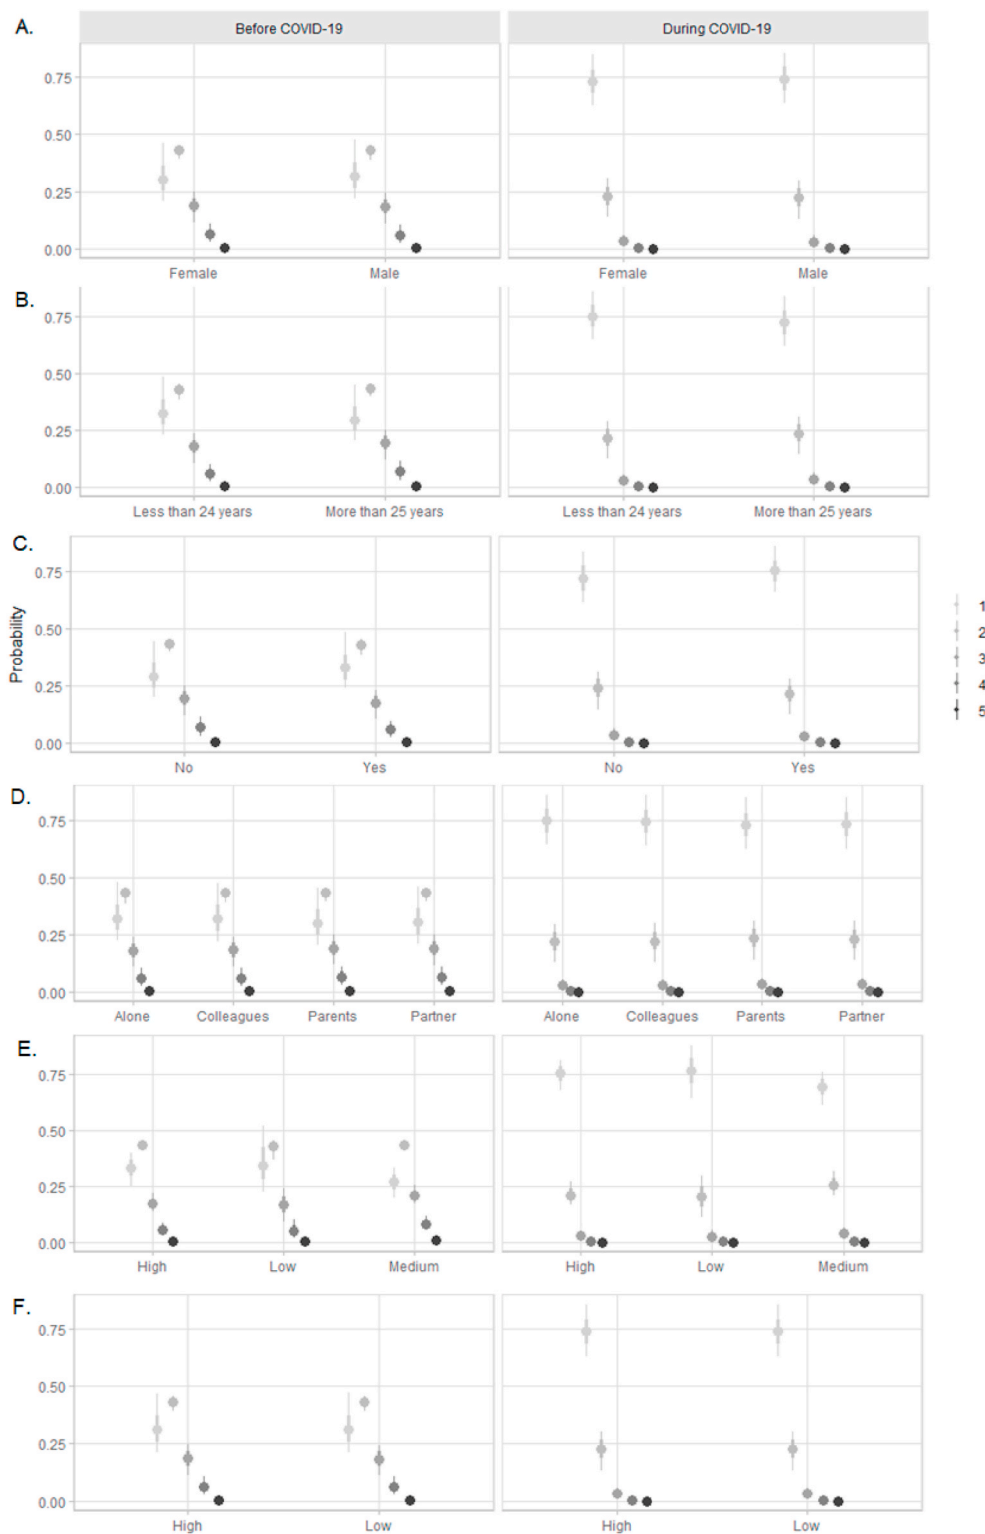 A.
Before COVID-19 During COVID-19
0.75
0.50
0.25
0.00
Female Male Female Male
B.
0.75
0.50
0.25
0.00
Less than 24 years More than 25 years Less than 24 years More than 25 years
C.
0.75
0.50
0.25
0.00
No Yes No Yes
Probability
1
2
3
4
5
D.
0.75
0.50
0.25
0.00
Alone Colleagues Parents Partner Alone Colleagues Parents Partner
E.
0.75
0.50
0.25
0.00
High Low Medium High Low Medium
F.
0.75
0.50
0.25
0.00
High Low High Low